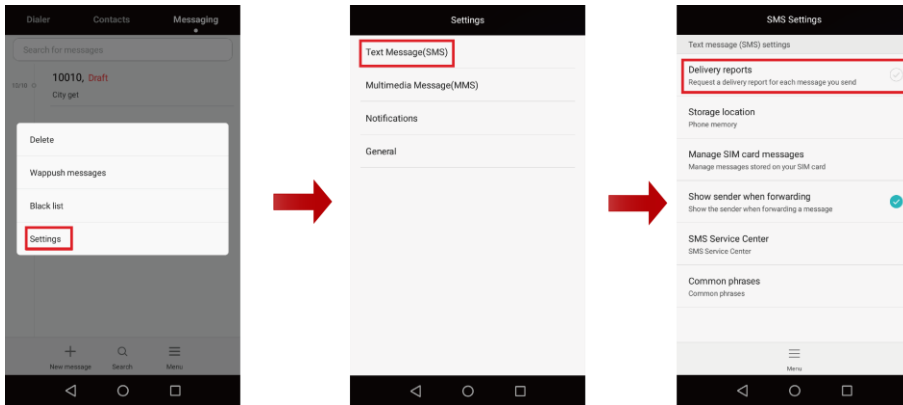 Dialer Contacts Messaging
Search for messages
10/18 10010, Draft
City get
Delete
Wappush messages
Black list
Settings
New message Search Menu
Settings
Text Message(SMS)
Multimedia Message(MMS)
Notifications
General
SMS Settings
Text message (SMS) settings
Delivery reports
Request a delivery report for each message you send
Storage location
Phone memory
Manage SIM card messages
Manage messages stored on your SIM card
Show sender when forwarding
Show the sender when forwarding a message
SMS Service Center
SMS Service Center
Common phrases
Common phrases
Menu